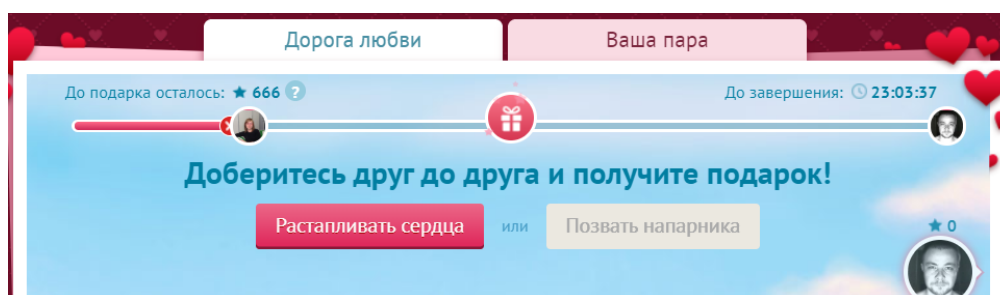 Дорога любви
Ваша пара
До подарка осталось: ★ 666 ?
До завершения: 23:03:37
Доберитесь друг до друга и получите подарок!
Растапливать сердца или Позвать напарника
★ 0